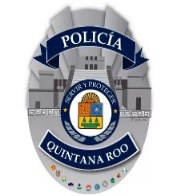 POLICÍA
SERVIR Y PROTEGER
QUINTANA ROO